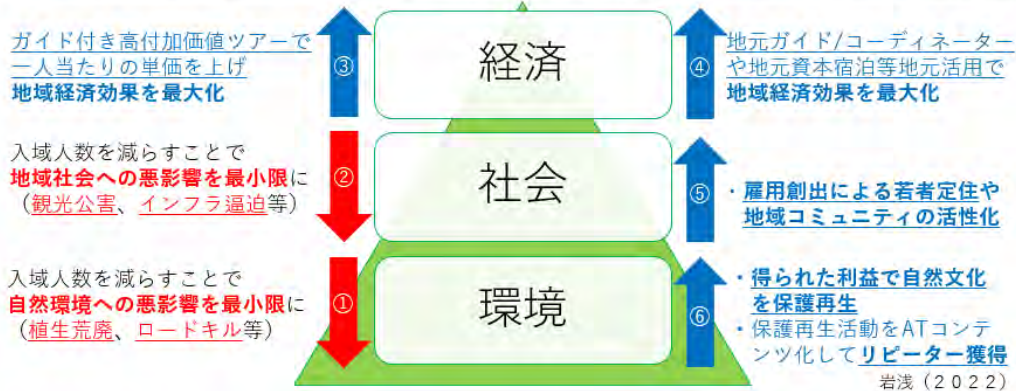 ガイド付き高付加価値ツアーで
一人当たりの単価を上げ
地域経済効果を最大化
③
経済
④
地元ガイド/コーディネーター
や地元資本宿泊等地元活用で
地域経済効果を最大化
入域人数を減らすことで
地域社会への悪影響を最小限に
（観光公害、インフラ逼迫等）
②
社会
⑤
・雇用創出による若者定住や
地域コミュニティの活性化
入域人数を減らすことで
自然環境への悪影響を最小限に
（植生荒廃、ロードキル等）
①
環境
⑥
・得られた利益で自然文化
を保護再生
・保護再生活動をATコンテ
ンツ化してリピーター獲得
岩浅（２０２２）